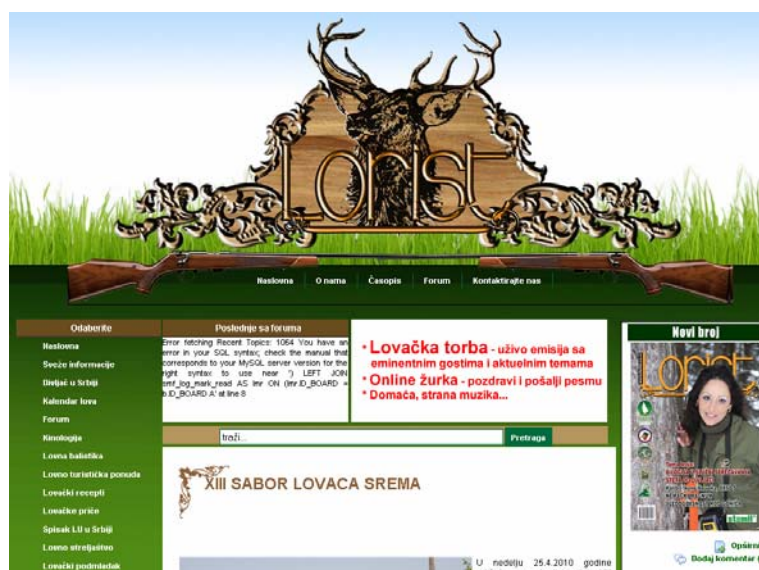 Lorist
Naslovna O nama Časopis Forum Kontaktirajte nas
Odaberite
Naslovna
Sveže informacije
Divljač u Srbiji
Kalendar lova
Forum
Kinologija
Lovna balistika
Lovno turistička ponuda
Lovački recepti
Lovačke priče
Spisak LU u Srbiji
Lovno streljaštvo
Lovački podmladak
Poslednje sa foruma
Error fetching Recent Topics: 1064 You have an
error in your SQL syntax; check the manual that
corresponds to your MySQL server version for the
right syntax to use near ') LEFT JOIN
smf_log_mark_read AS lmr ON (lmr.ID_BOARD =
b.ID_BOARD A' at line 8
* Lovačka torba - uživo emisija sa
eminentnim gostima i aktuelnim temama
* Online žurka - pozdravi i pošalji pesmu
* Domaća, strana muzika...
traži...
Pretraga
XIII SABOR LOVACA SREMA
U nedelju 25.4.2010 godine
Novi broj
Lorist
Opširni
Dodaj komentar (